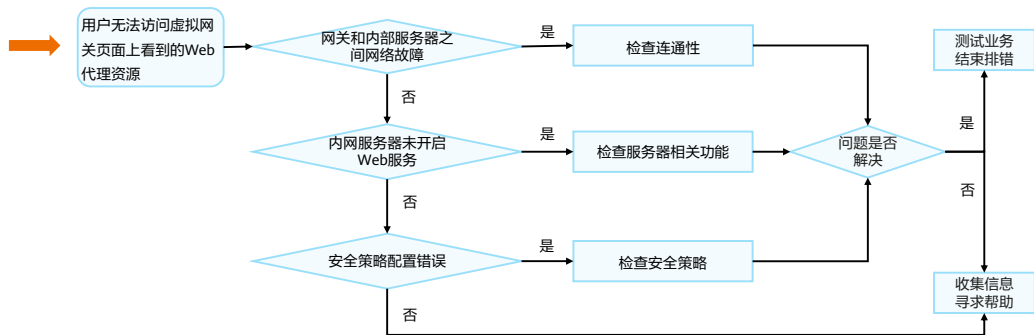 用户无法访问虚拟网
关页面上看到的Web
代理资源
网关和内部服务器之
间网络故障
是
检查连通性
测试业务
结束排错
否
内网服务器未开启
Web服务
是
检查服务器相关功能
问题是否
解决
是
否
否
安全策略配置错误
是
检查安全策略
收集信息
寻求帮助
否